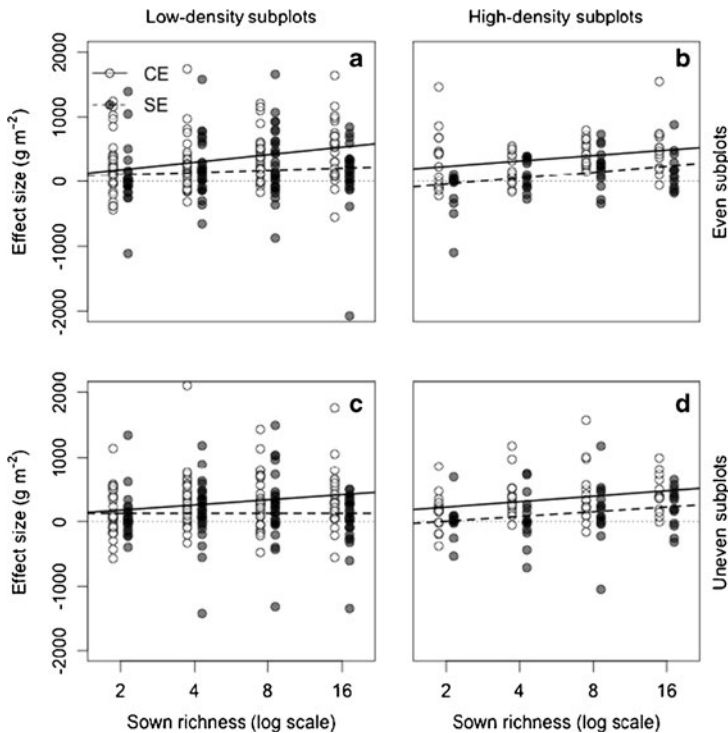 Low-density subplots
High-density subplots
a
b
CE
SE
Effect size (g m⁻²)
2000
1000
0
-1000
-2000
Even subplots
c
d
Effect size (g m⁻²)
2000
1000
0
-1000
-2000
Uneven subplots
2 4 8 16
2 4 8 16
Sown richness (log scale)
Sown richness (log scale)